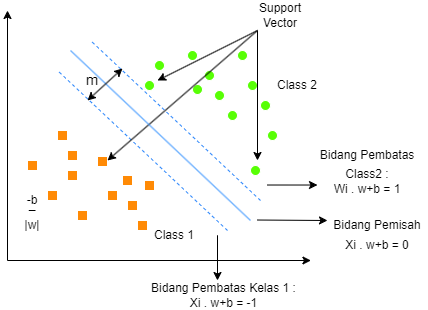 Support
Vector
m
Class 2
Bidang Pembatas
Class2 :
Wi . w+b = 1
-b
|w|
Class 1
Bidang Pemisah
Xi . w+b = 0
Bidang Pembatas Kelas 1 :
Xi . w+b = -1